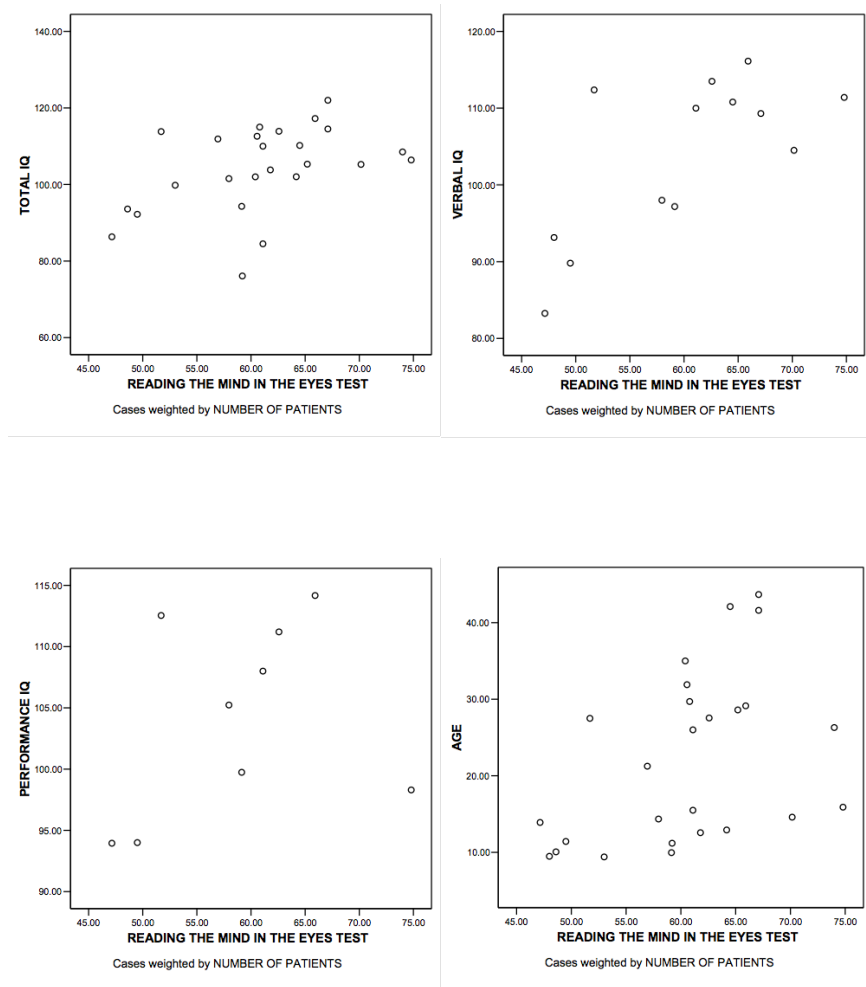 140.00
120.00
100.00
80.00
60.00
TOTAL IQ
45.00 50.00 55.00 60.00 65.00 70.00 75.00
READING THE MIND IN THE EYES TEST
Cases weighted by NUMBER OF PATIENTS
120.00
110.00
100.00
90.00
80.00
VERBAL IQ
45.00 50.00 55.00 60.00 65.00 70.00 75.00
READING THE MIND IN THE EYES TEST
Cases weighted by NUMBER OF PATIENTS
115.00
110.00
105.00
100.00
95.00
90.00
PERFORMANCE IQ
45.00 50.00 55.00 60.00 65.00 70.00 75.00
READING THE MIND IN THE EYES TEST
Cases weighted by NUMBER OF PATIENTS
40.00
30.00
20.00
10.00
AGE
45.00 50.00 55.00 60.00 65.00 70.00 75.00
READING THE MIND IN THE EYES TEST
Cases weighted by NUMBER OF PATIENTS